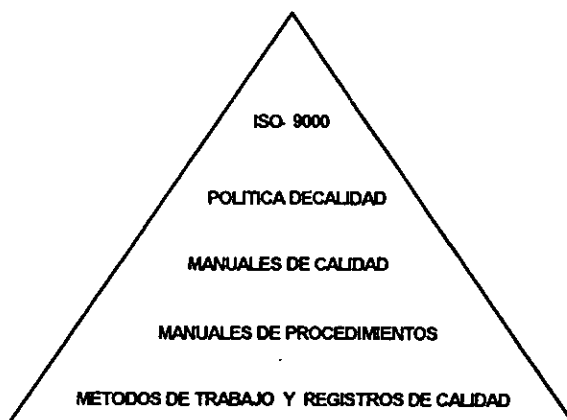 ISO- 9000
POLITICA DECALIDAD
MANUALES DE CALIDAD
MANUALES DE PROCEDIMIENTOS
METODOS DE TRABAJO Y REGISTROS DE CALIDAD